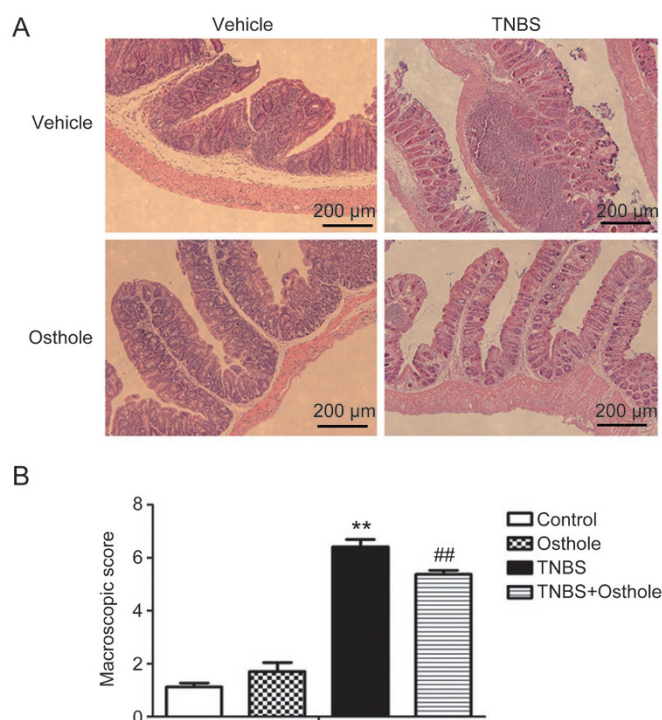 A
Vehicle TNBS
Vehicle
200 µm 200 µm
Osthole
200 µm 200 µm
B
Macroscopic score
8
6
4
2
0
**
##
Control
Osthole
TNBS
TNBS+Osthole